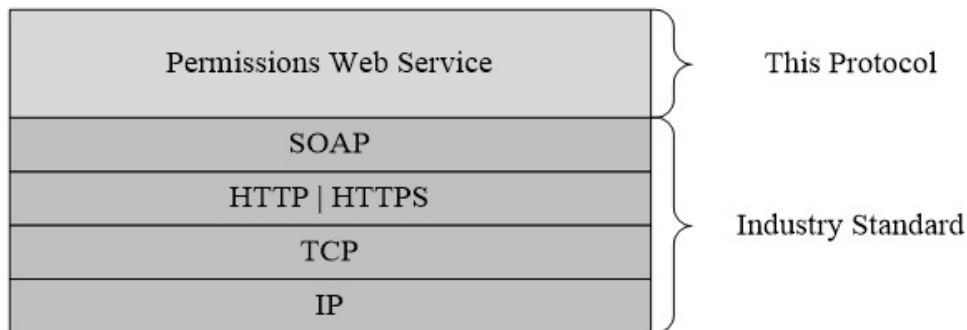 Permissions Web Service
This Protocol
SOAP
HTTP | HTTPS
Industry Standard
TCP
IP